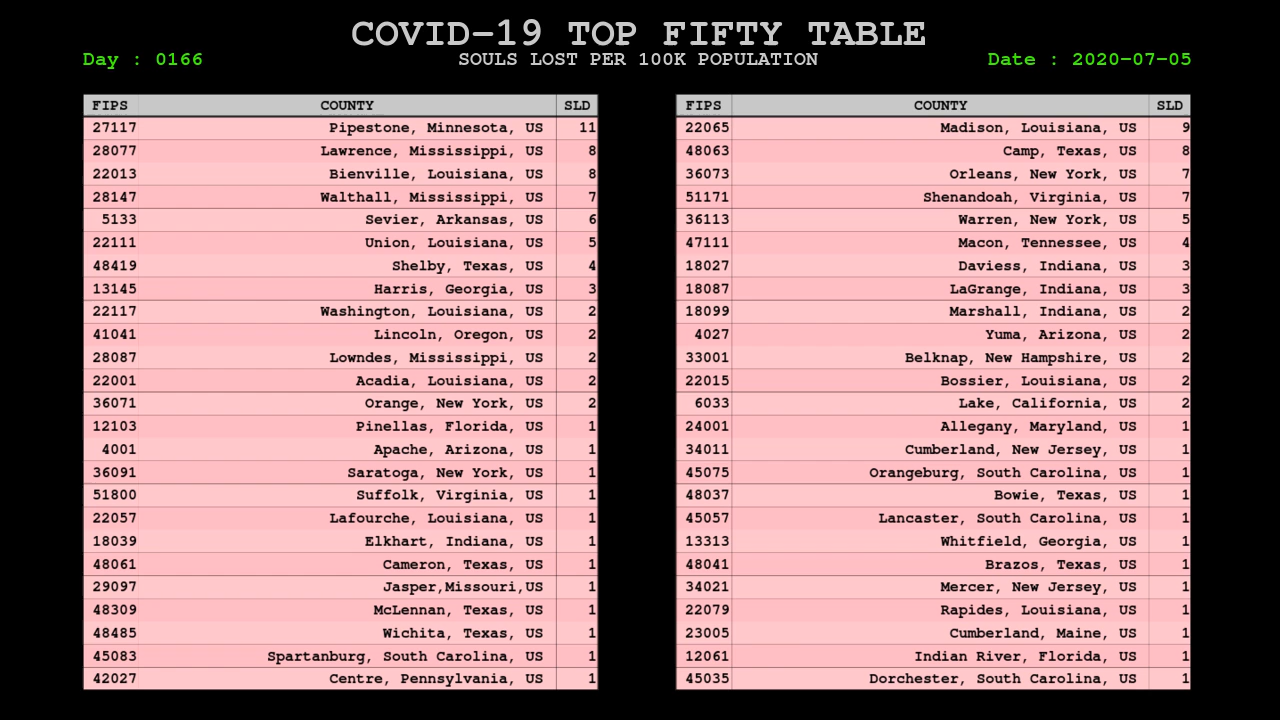 COVID-19 TOP FIFTY TABLE
Day : 0166 SOULS LOST PER 100K POPULATION Date : 2020-07-05
FIPS COUNTY SLD
27117 Pipestone, Minnesota, US 11
28077 Lawrence, Mississippi, US 8
22013 Bienville, Louisiana, US 8
28147 Walthall, Mississippi, US 7
5133 Sevier, Arkansas, US 6
22111 Union, Louisiana, US 5
48419 Shelby, Texas, US 4
13145 Harris, Georgia, US 3
22117 Washington, Louisiana, US 2
41041 Lincoln, Oregon, US 2
28087 Lowndes, Mississippi, US 2
22001 Acadia, Louisiana, US 2
36071 Orange, New York, US 2
12103 Pinellas, Florida, US 1
4001 Apache, Arizona, US 1
36091 Saratoga, New York, US 1
51800 Suffolk, Virginia, US 1
22057 Lafourche, Louisiana, US 1
18039 Elkhart, Indiana, US 1
48061 Cameron, Texas, US 1
29097 Jasper,Missouri,US 1
48309 McLennan, Texas, US 1
48485 Wichita, Texas, US 1
45083 Spartanburg, South Carolina, US 1
42027 Centre, Pennsylvania, US 1
FIPS COUNTY SLD
22065 Madison, Louisiana, US 9
48063 Camp, Texas, US 8
36073 Orleans, New York, US 7
51171 Shenandoah, Virginia, US 7
36113 Warren, New York, US 5
47111 Macon, Tennessee, US 4
18027 Daviess, Indiana, US 3
18087 LaGrange, Indiana, US 3
18099 Marshall, Indiana, US 2
4027 Yuma, Arizona, US 2
33001 Belknap, New Hampshire, US 2
22015 Bossier, Louisiana, US 2
6033 Lake, California, US 2
24001 Allegany, Maryland, US 1
34011 Cumberland, New Jersey, US 1
45075 Orangeburg, South Carolina, US 1
48037 Bowie, Texas, US 1
45057 Lancaster, South Carolina, US 1
13313 Whitfield, Georgia, US 1
48041 Brazos, Texas, US 1
34021 Mercer, New Jersey, US 1
22079 Rapides, Louisiana, US 1
23005 Cumberland, Maine, US 1
12061 Indian River, Florida, US 1
45035 Dorchester, South Carolina, US 1